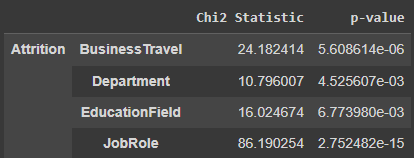 Chi2 Statistic p-value
Attrition BusinessTravel 24.182414 5.608614e-06
Department 10.796007 4.525607e-03
EducationField 16.024674 6.773980e-03
JobRole 86.190254 2.752482e-15